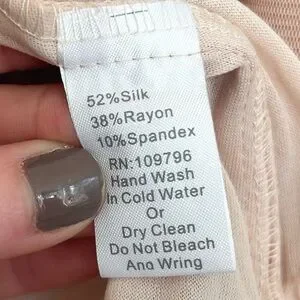 52%Silk
38%Rayon
10%Spandex
RN:109796
Hand Wash
In Cold Water
Or
Dry Clean
Do Not Bleach
And Wring